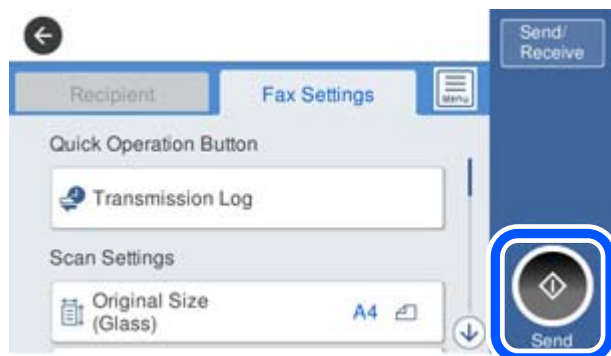 Send/
Receive
Recipient
Fax Settings
Menu
Quick Operation Button
Transmission Log
Scan Settings
Original Size
(Glass)
A4
Send